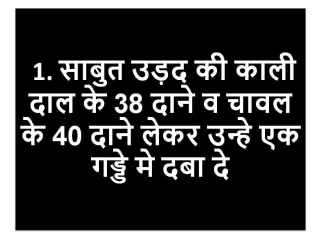 1. साबुत उड़द की काली
दाल के 38 दाने व चावल
के 40 दाने लेकर उन्हे एक
गड्डे मे दबा दे